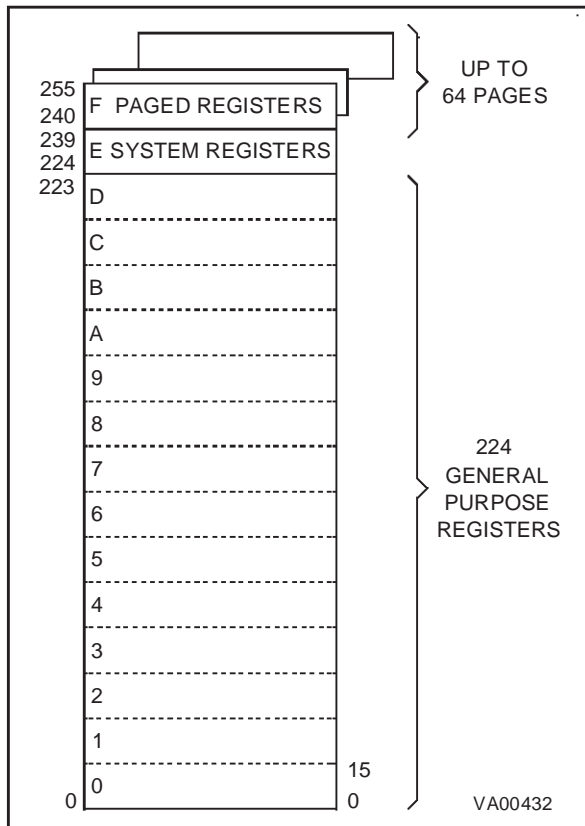 UP TO
64 PAGES
255
240
F PAGED REGISTERS
239
224
E SYSTEM REGISTERS
223
D
C
B
A
9
8
7
6
5
4
3
2
1
0
224
GENERAL
PURPOSE
REGISTERS
15
0
0
VA00432